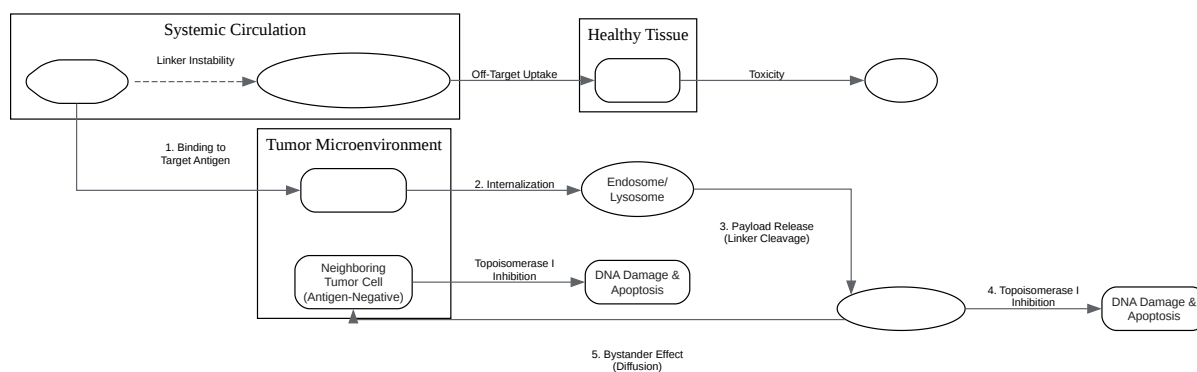 Systemic Circulation
Linker Instability
Off-Target Uptake
Healthy Tissue
Toxicity
1. Binding to
Target Antigen
Tumor Microenvironment
2. Internalization
Endosome/
Lysosome
3. Payload Release
(Linker Cleavage)
Neighboring
Tumor Cell
(Antigen-Negative)
Topoisomerase I
Inhibition
DNA Damage &
Apoptosis
4. Topoisomerase I
Inhibition
DNA Damage &
Apoptosis
5. Bystander Effect
(Diffusion)